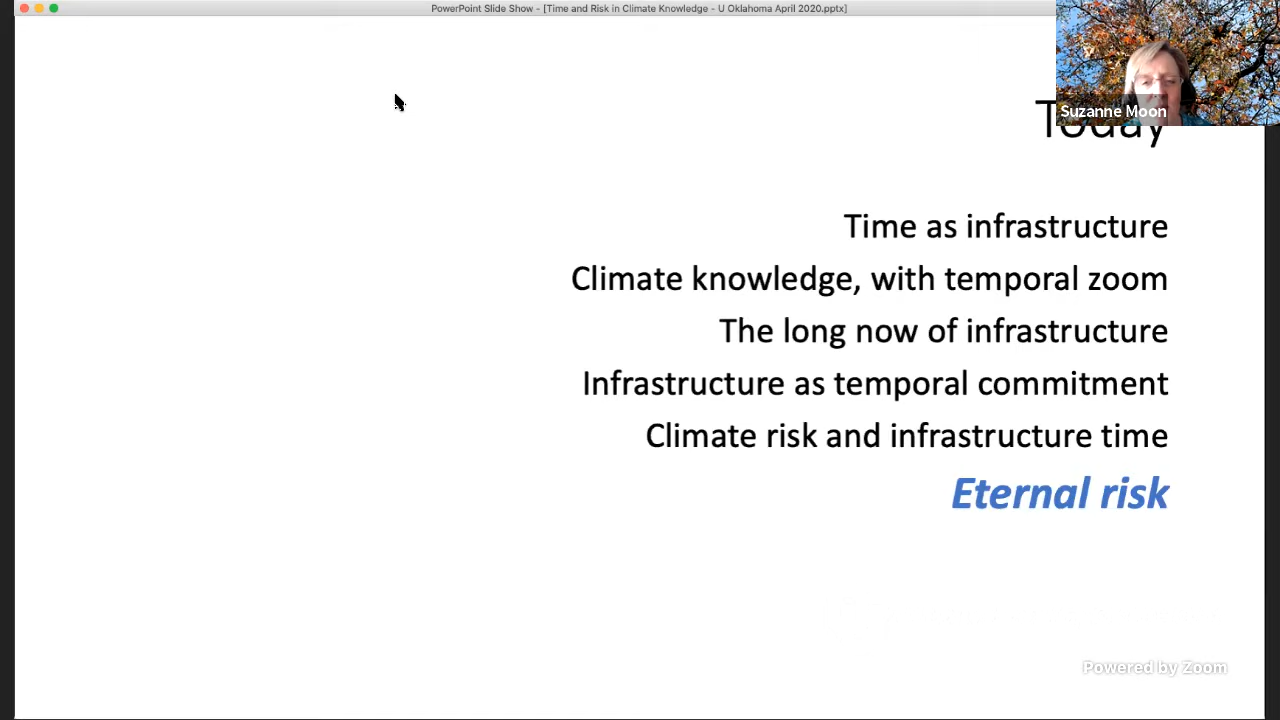 PowerPoint Slide Show - [Time and Risk in Climate Knowledge - U Oklahoma April 2020.pptx]
Suzanne Moon
Today
Time as infrastructure
Climate knowledge, with temporal zoom
The long now of infrastructure
Infrastructure as temporal commitment
Climate risk and infrastructure time
Eternal risk
Powered by Zoom